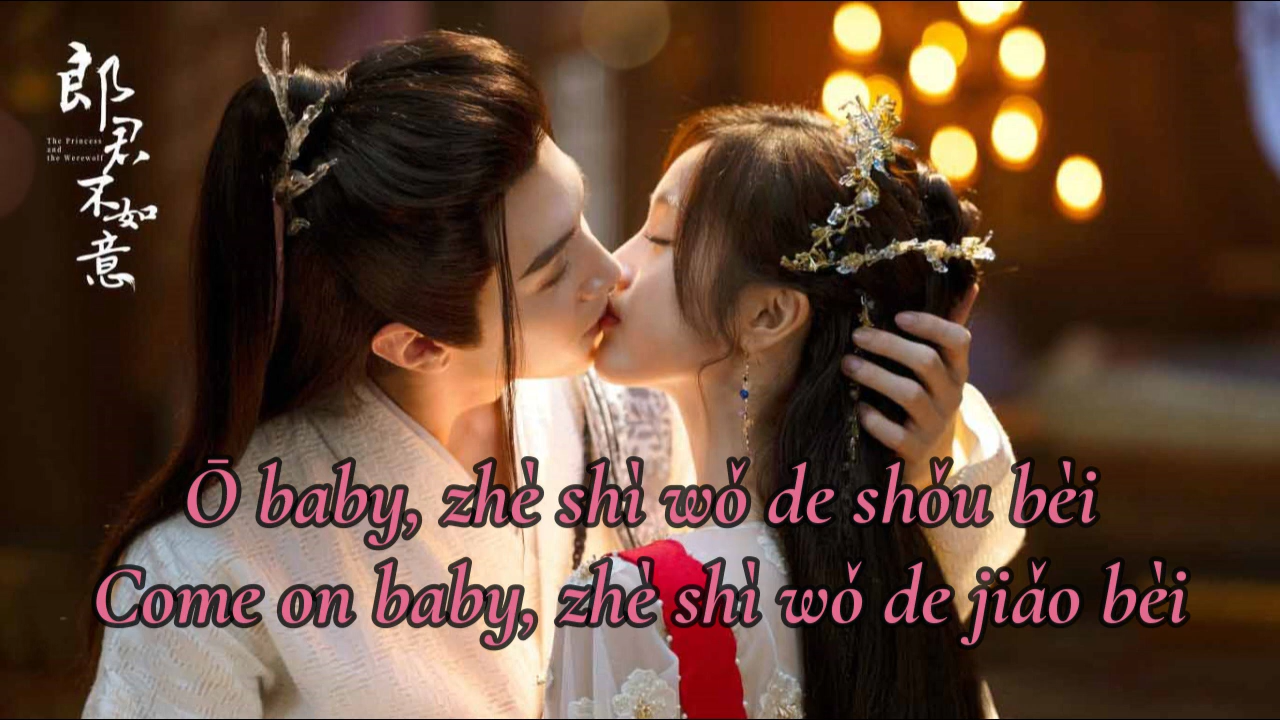 郎君不如意
The Princess
and
the Werewolf
Ō baby, zhè shì wǒ de shǒu bèi
Come on baby, zhè shì wǒ de jiǎo bèi